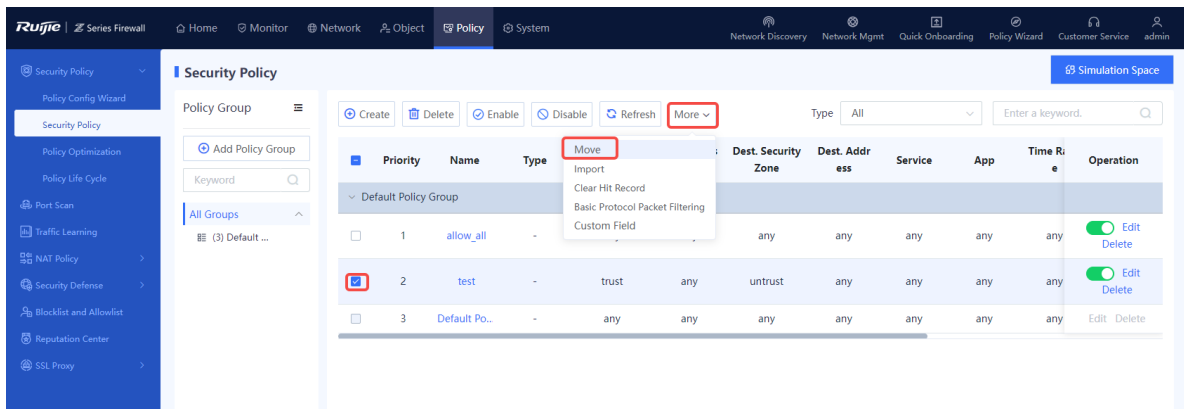 Ruijie | Z Series Firewall
Home Monitor Network Object Policy System
Network Discovery Network Mgmt Quick Onboarding Policy Wizard Customer Service admin
Security Policy
Policy Config Wizard
Security Policy
Policy Optimization
Policy Life Cycle
Port Scan
Traffic Learning
NAT Policy
Security Defense
Blocklist and Allowlist
Reputation Center
SSL Proxy
Security Policy
Simulation Space
Policy Group
Add Policy Group
Keyword
All Groups
(3) Default ...
Create Delete Enable Disable Refresh More Type All Enter a keyword.
Move
Import
Clear Hit Record
Basic Protocol Packet Filtering
Custom Field
Priority Name Type Dest. Security Zone Dest. Addr ess Service App Operation
Default Policy Group
1 allow_all - any any any any any Edit
Delete
2 test - trust any untrust any any any any Edit
Delete
3 Default Po... - any any any any any any any Edit Delete